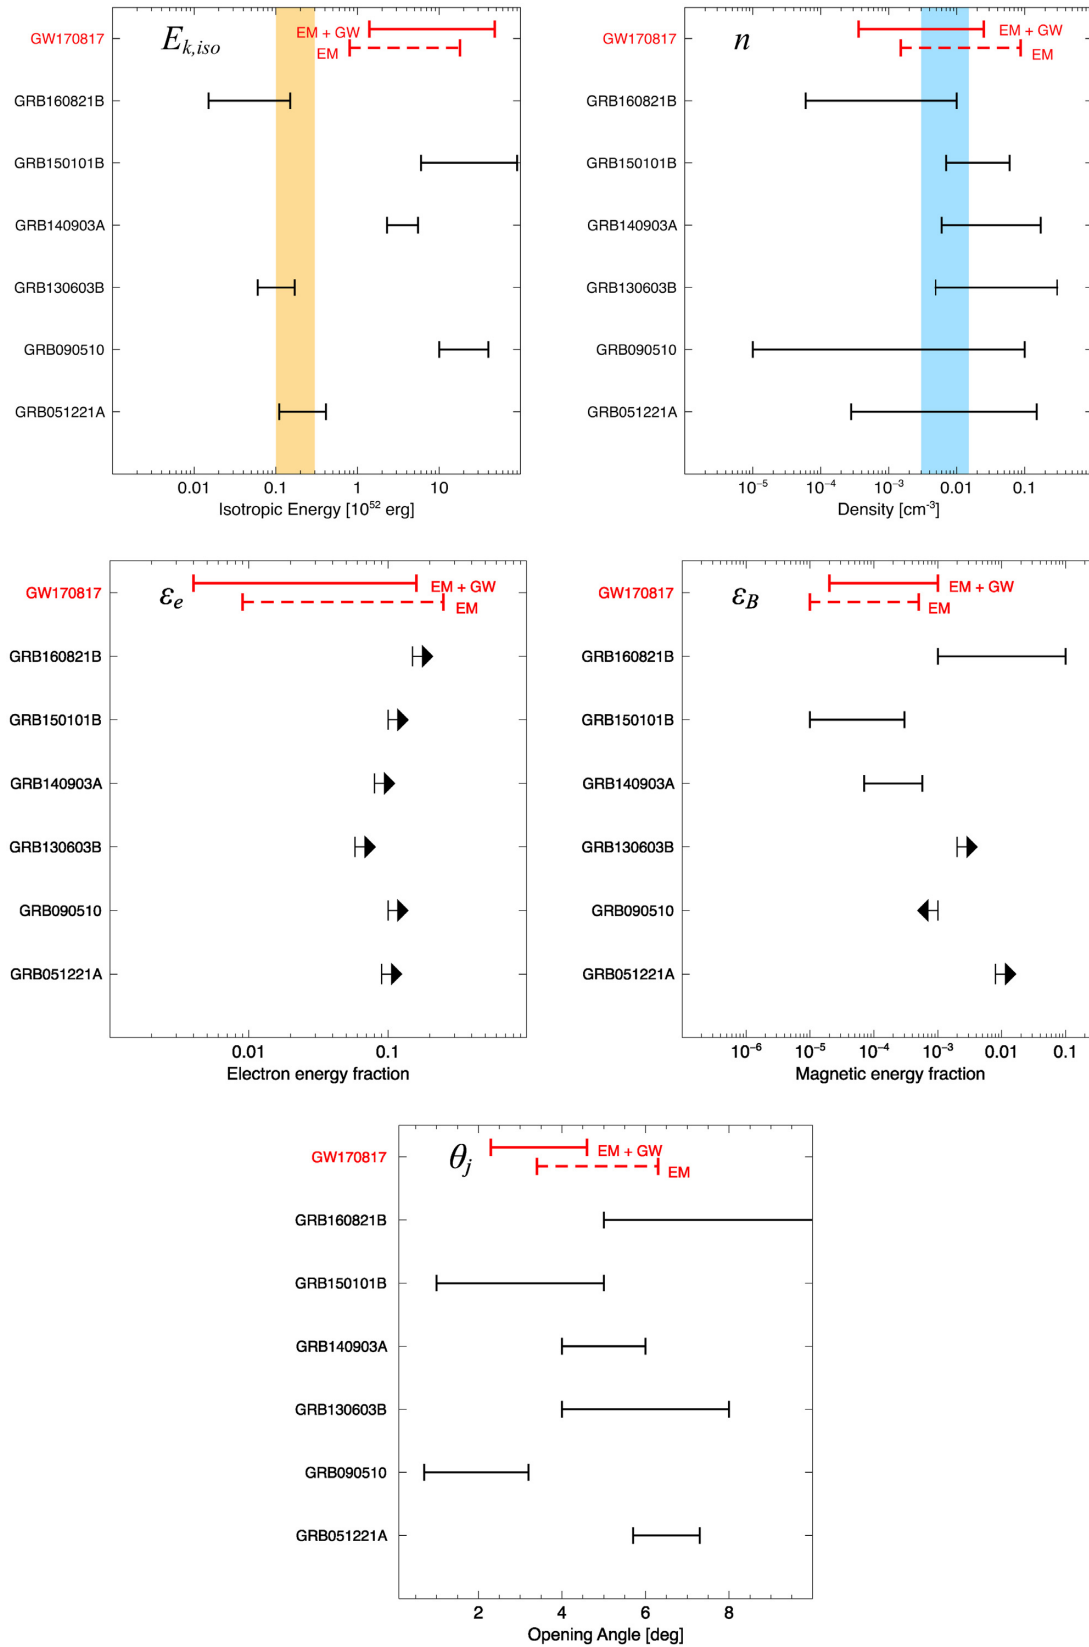 E_{k,iso}
GW170817
EM + GW
EM
GRB160821B
GRB150101B
GRB140903A
GRB130603B
GRB090510
GRB051221A
0.01 0.1 1 10
Isotropic Energy [10⁵² erg]
n
GW170817
EM + GW
EM
GRB160821B
GRB150101B
GRB140903A
GRB130603B
GRB090510
GRB051221A
10⁻⁵ 10⁻⁴ 10⁻³ 0.01 0.1
Density [cm⁻³]
ε_e
GW170817
EM + GW
EM
GRB160821B
GRB150101B
GRB140903A
GRB130603B
GRB090510
GRB051221A
0.01 0.1
Electron energy fraction
ε_B
GW170817
EM + GW
EM
GRB160821B
GRB150101B
GRB140903A
GRB130603B
GRB090510
GRB051221A
10⁻⁶ 10⁻⁵ 10⁻⁴ 10⁻³ 0.01 0.1
Magnetic energy fraction
θ_j
GW170817
EM + GW
EM
GRB160821B
GRB150101B
GRB140903A
GRB130603B
GRB090510
GRB051221A
2 4 6 8
Opening Angle [deg]